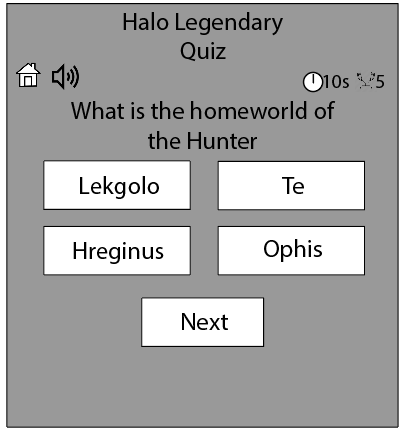 Halo Legendary
Quiz
10s 5
What is the homeworld of
the Hunter
Lekgolo Te
Hreginus Ophis
Next